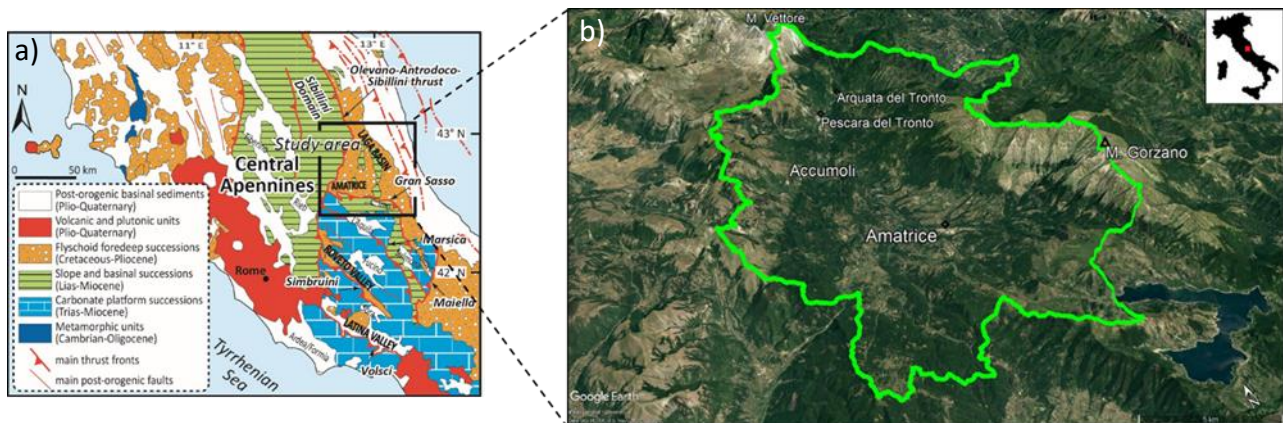 a)
11° E
13° E
Olevano-Antrodoco-
Sibillini thrust
N
Sibillini
Domain
43° N
Study area
LAGA BASIN
0 50 km
Central
Apennines
Gran Sasso
AMATRICE
Post-orogenic basinal sediments
(Plio-Quaternary)
Volcanic and plutonic units
(Plio-Quaternary)
Flyschoid foredeep successions
(Cretaceous-Pliocene)
Slope and basinal successions
(Lias-Miocene)
Carbonate platform successions
(Trias-Miocene)
Metamorphic units
(Cambrian-Oligocene)
main thrust fronts
main post-orogenic faults
Marsica
Rome
ROVETO VALLEY
42° N
Simbruini
Maiella
LATINA VALLEY
Ardea/Formia
Volsci
Tyrrhenian
Sea
b)
M. Vettore
Arquata del Tronto
Pescara del Tronto
M. Gorzano
Accumoli
Amatrice
Google Earth
N
5 km